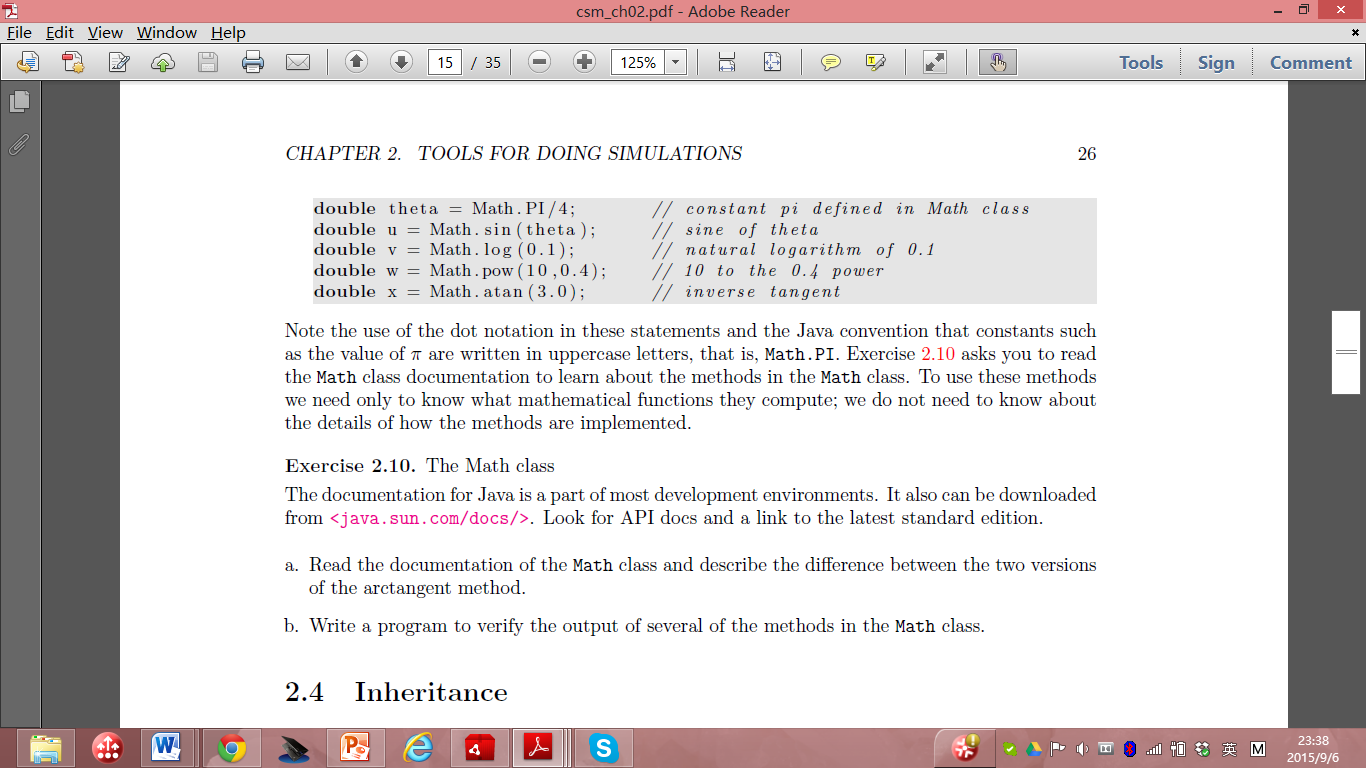 csm_ch02.pdf - Adobe Reader
File Edit View Window Help
15 / 35 125% Tools Sign Comment
CHAPTER 2. TOOLS FOR DOING SIMULATIONS 26
double theta = Math.PI/4; // constant pi defined in Math class
double u = Math.sin(theta); // sine of theta
double v = Math.log(0.1); // natural logarithm of 0.1
double w = Math.pow(10,0.4); // 10 to the 0.4 power
double x = Math.atan(3.0); // inverse tangent
Note the use of the dot notation in these statements and the Java convention that constants such
as the value of π are written in uppercase letters, that is, Math.PI. Exercise 2.10 asks you to read
the Math class documentation to learn about the methods in the Math class. To use these methods
we need only to know what mathematical functions they compute; we do not need to know about
the details of how the methods are implemented.
Exercise 2.10. The Math class
The documentation for Java is a part of most development environments. It also can be downloaded
from <java.sun.com/docs/>. Look for API docs and a link to the latest standard edition.
a. Read the documentation of the Math class and describe the difference between the two versions
of the arctangent method.
b. Write a program to verify the output of several of the methods in the Math class.
2.4 Inheritance
英 M 23:38
2015/9/6